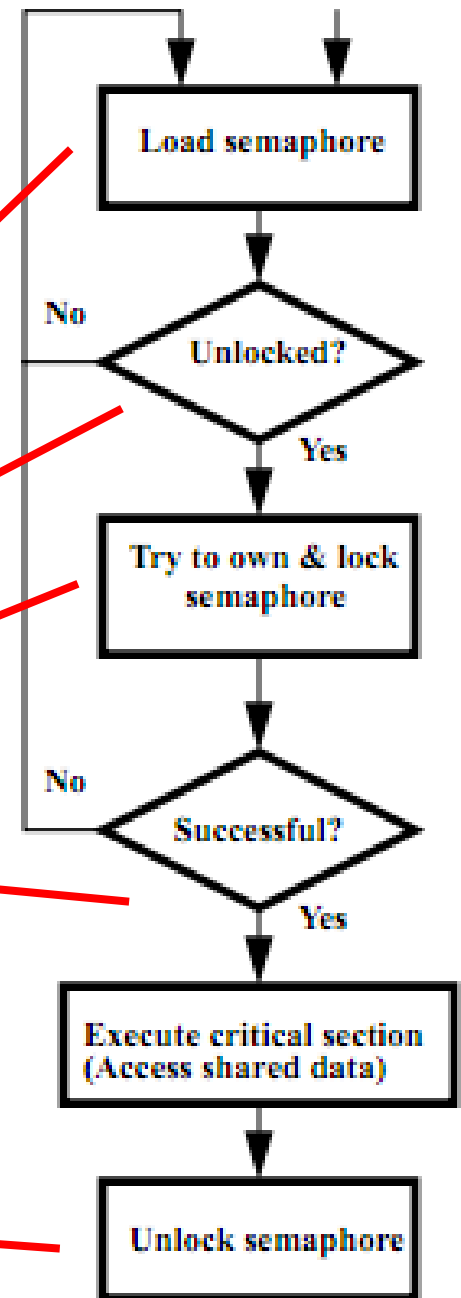 Load semaphore
No
Unlocked?
Yes
Try to own & lock
semaphore
No
Successful?
Yes
Execute critical section
(Access shared data)
Unlock semaphore